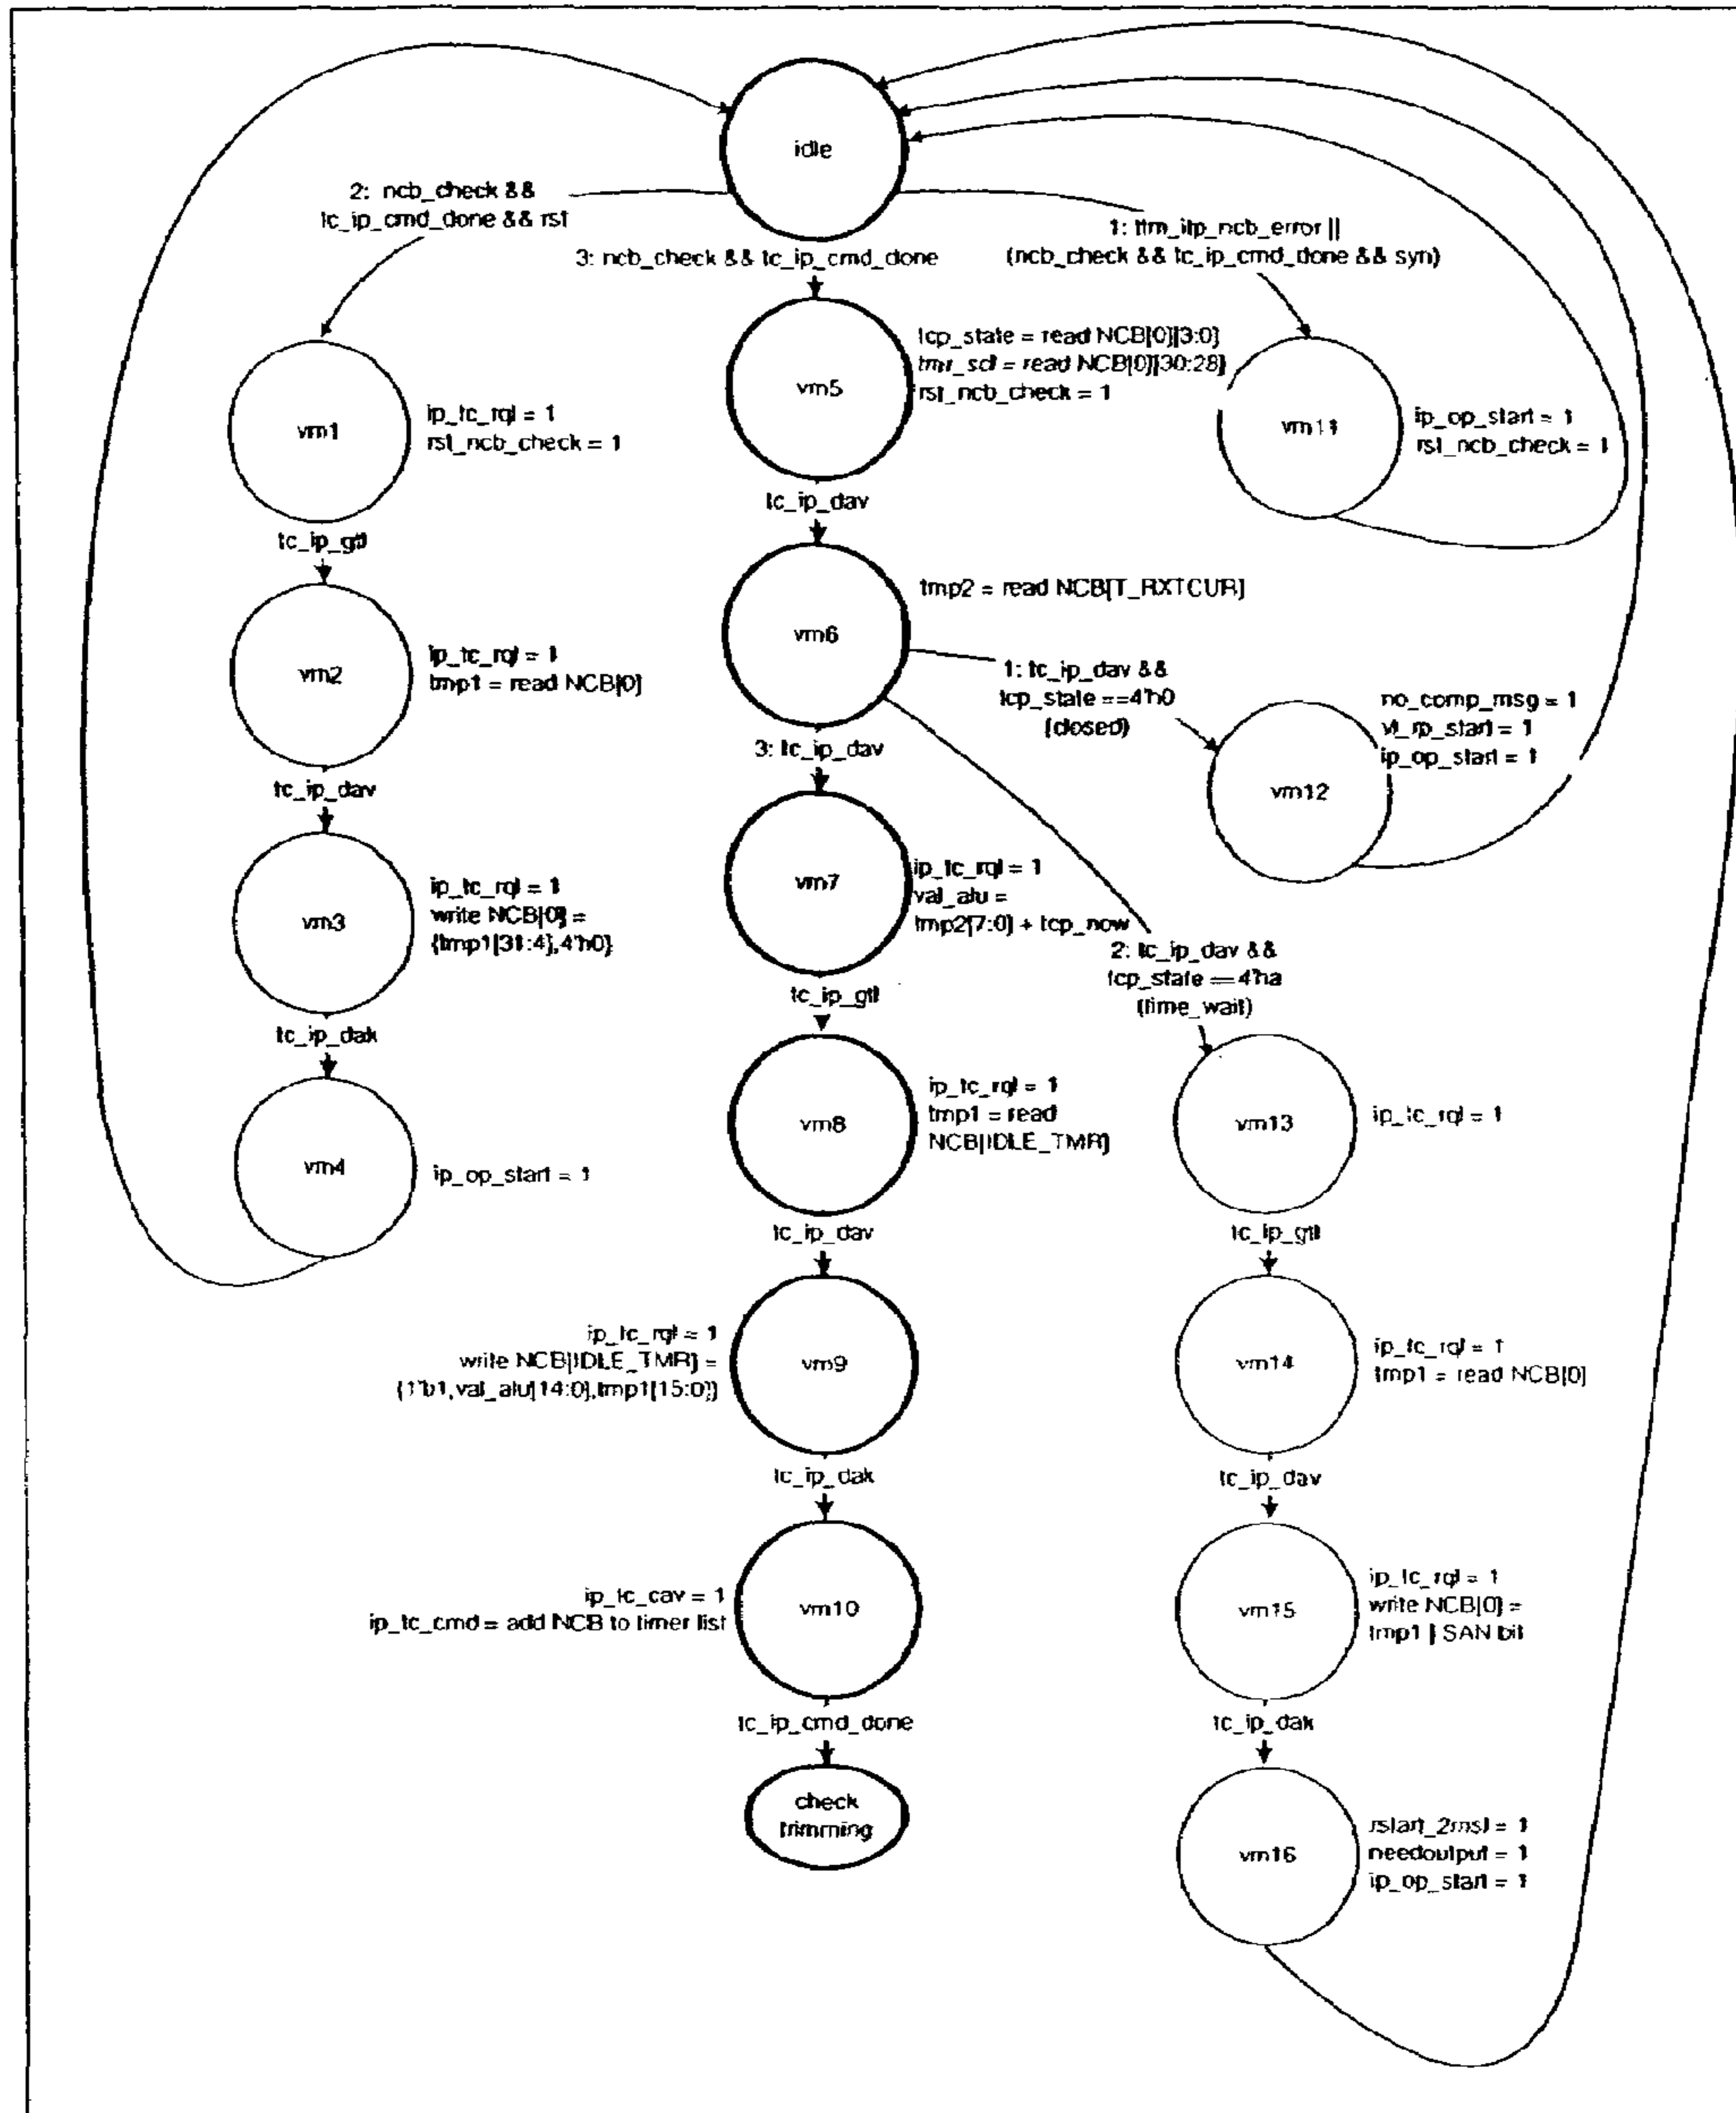 idle
2: ncb_check &&
tc_ip_cmd_done && rst
1: ttm_itp_ncb_error ||
(ncb_check && tc_ip_cmd_done && syn)
3: ncb_check && tc_ip_cmd_done
vm5
tcp_state = read NCB[0][3:0]
tmr_scl = read NCB[0][30:28]
rst_ncb_check = 1
vm1
ip_tc_rql = 1
rst_ncb_check = 1
vm11
ip_op_start = 1
rst_ncb_check = 1
tc_ip_dav
tc_ip_gtl
vm6
tmp2 = read NCB[T_RXTCUR]
vm2
ip_tc_rql = 1
tmp1 = read NCB[0]
1: tc_ip_dav &&
tcp_state ==4'h0
(closed)
no_comp_msg = 1
vl_rp_start = 1
ip_op_start = 1
vm12
3: tc_ip_dav
tc_ip_dav
vm7
ip_tc_rql = 1
val_alu =
tmp2[7:0] + tcp_now
vm3
ip_tc_rql = 1
write NCB[0] =
{tmp1[31:4],4'h0}
2: tc_ip_dav &&
tcp_state ==4'ha
(time_wait)
tc_ip_gtl
tc_ip_dak
vm8
ip_tc_rql = 1
tmp1 = read
NCB[IDLE_TMR]
vm13
ip_tc_rql = 1
vm4
ip_op_start = 1
tc_ip_dav
tc_ip_gtl
ip_tc_rql = 1
write NCB[IDLE_TMR] =
{1'b1,val_alu[14:0],tmp1[15:0]}
vm9
vm14
ip_tc_rql = 1
tmp1 = read NCB[0]
tc_ip_dak
tc_ip_dav
ip_tc_cav = 1
ip_tc_cmd = add NCB to timer list
vm10
vm15
ip_tc_rql = 1
write NCB[0] =
tmp1 | SAN bit
tc_ip_cmd_done
tc_ip_dak
check
trimming
vm16
rstart_2msl = 1
needoutput = 1
ip_op_start = 1